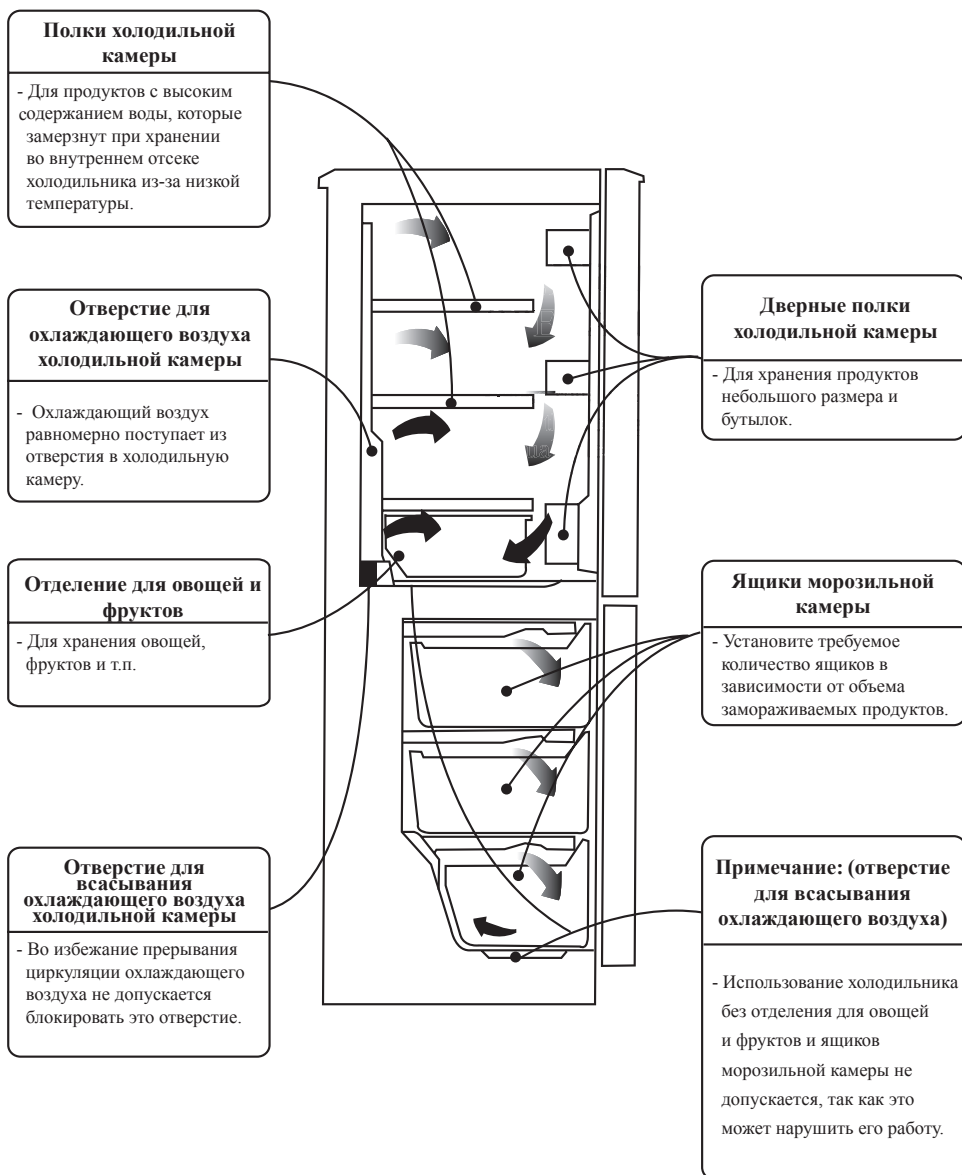 Полки холодильной
камеры
- Для продуктов с высоким
содержанием воды, которые
замерзнут при хранении
во внутреннем отсеке
холодильника из-за низкой
температуры.
Отверстие для
охлаждающего воздуха
холодильной камеры
- Охлаждающий воздух
равномерно поступает из
отверстия в холодильную
камеру.
Отделение для овощей и
фруктов
- Для хранения овощей,
фруктов и т.п.
Отверстие для
всасывания
охлаждающего воздуха
холодильной камеры
- Во избежание прерывания
циркуляции охлаждающего
воздуха не допускается
блокировать это отверстие.
Дверные полки
холодильной камеры
- Для хранения продуктов
небольшого размера и
бутылок.
Ящики морозильной
камеры
- Установите требуемое
количество ящиков в
зависимости от объема
замораживаемых продуктов.
Примечание: (отверстие
для всасывания
охлаждающего воздуха)
- Использование холодильника
без отделения для овощей
и фруктов и ящиков
морозильной камеры не
допускается, так как это
может нарушить его работу.